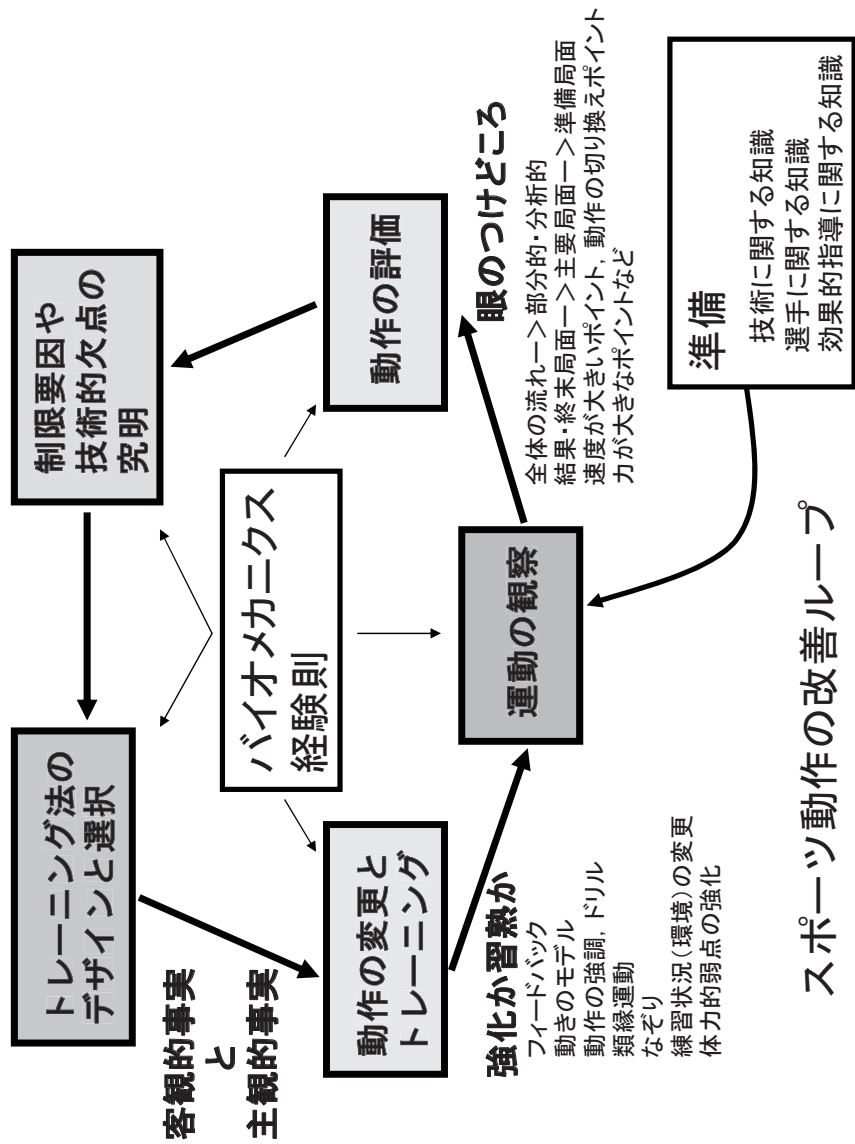 制限要因や
技術的欠点の
究明
トレーニング法の
デザインと選択
客観的事実
と
主観的事実
バイオメカニクス
経験則
動作の評価
動作の変更と
トレーニング
眼のつけどころ
全体の流れー＞部分的・分析的
結果・終末局面ー＞主要局面ー＞準備局面
速度が大きいポイント，動作の切り換えポイント
力が大きなポイントなど
強化か習熟か
フィードバック
動きのモデル
動作の強調，ドリル
類縁運動
なぞり
練習状況（環境）の変更
体力的弱点の強化
運動の観察
準備
技術に関する知識
選手に関する知識
効果的指導に関する知識
スポーツ動作の改善ループ